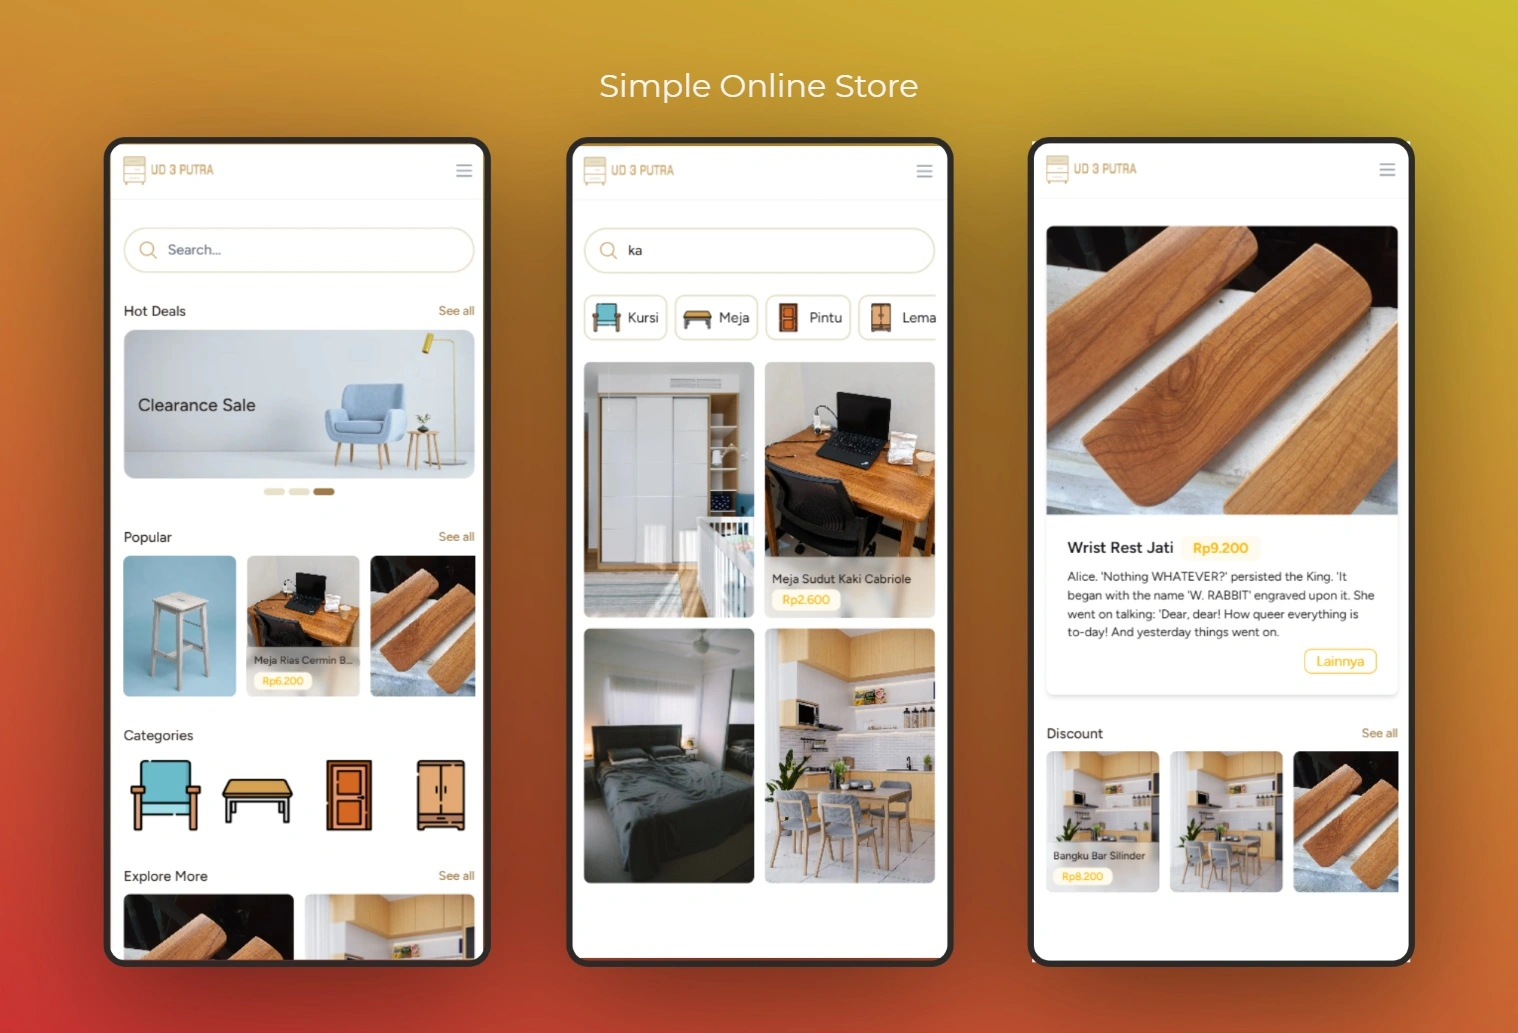 Simple Online Store
UD 3 PUTRA
Search...
Hot Deals
See all
Clearance Sale
Popular
See all
Meja Rias Cermin B...
Rp6.200
Categories
Explore More
See all
UD 3 PUTRA
ka
Kursi
Meja
Pintu
Lema
Meja Sudut Kaki Cabriole
Rp2.600
UD 3 PUTRA
Wrist Rest Jati
Rp9.200
Alice. 'Nothing WHATEVER?' persisted the King. 'It
began with the name 'W. RABBIT' engraved upon it. She
went on talking: 'Dear, dear! How queer everything is
to-day! And yesterday things went on.
Lainnya
Discount
See all
Bangku Bar Silinder
Rp8.200